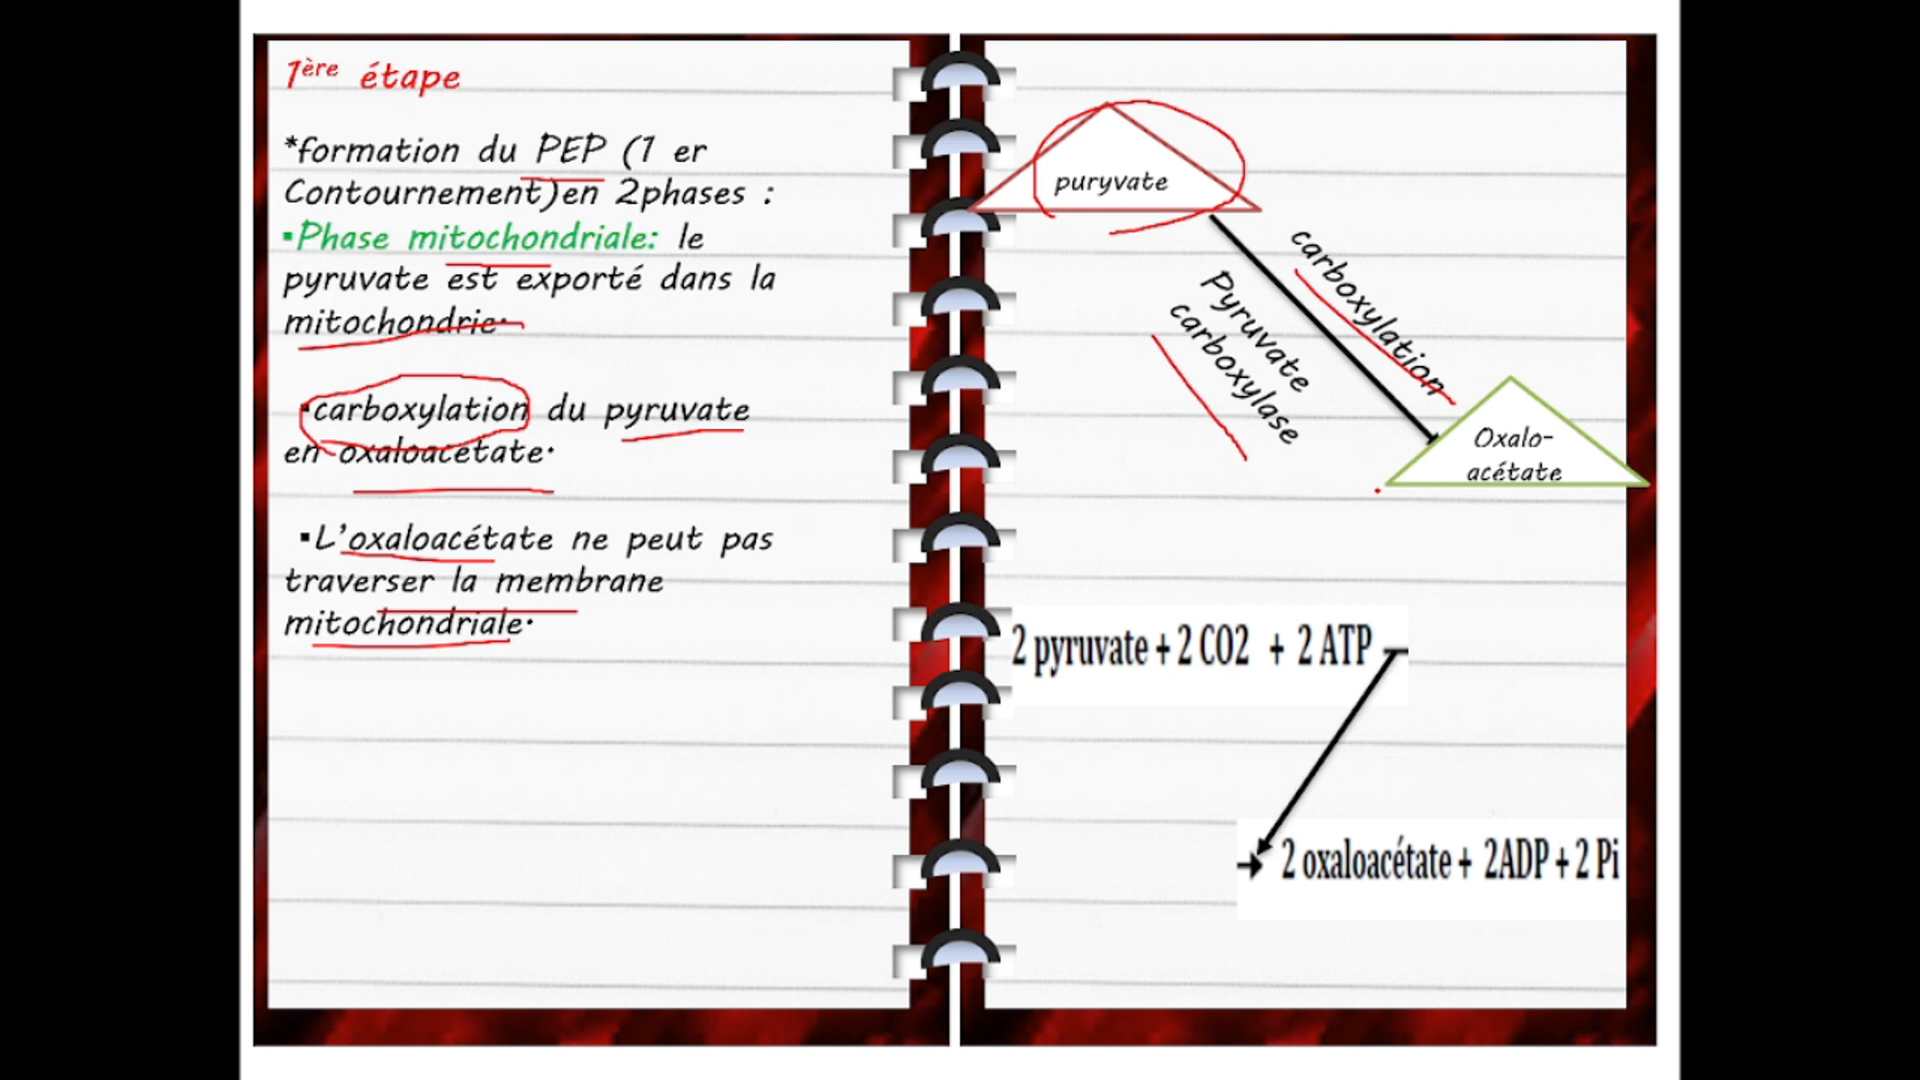 1ère étape
*formation du PEP (1 er
Contournement)en 2phases :
▪Phase mitochondriale: le
pyruvate est exporté dans la
mitochondrie.
▪carboxylation du pyruvate
en oxaloacétate.
▪L'oxaloacétate ne peut pas
traverser la membrane
mitochondriale.
puryvate
carboxylation
Pyruvate
carboxylase
Oxalo-
acétate
2 pyruvate + 2 CO2 + 2 ATP
2 oxaloacétate + 2ADP + 2 Pi